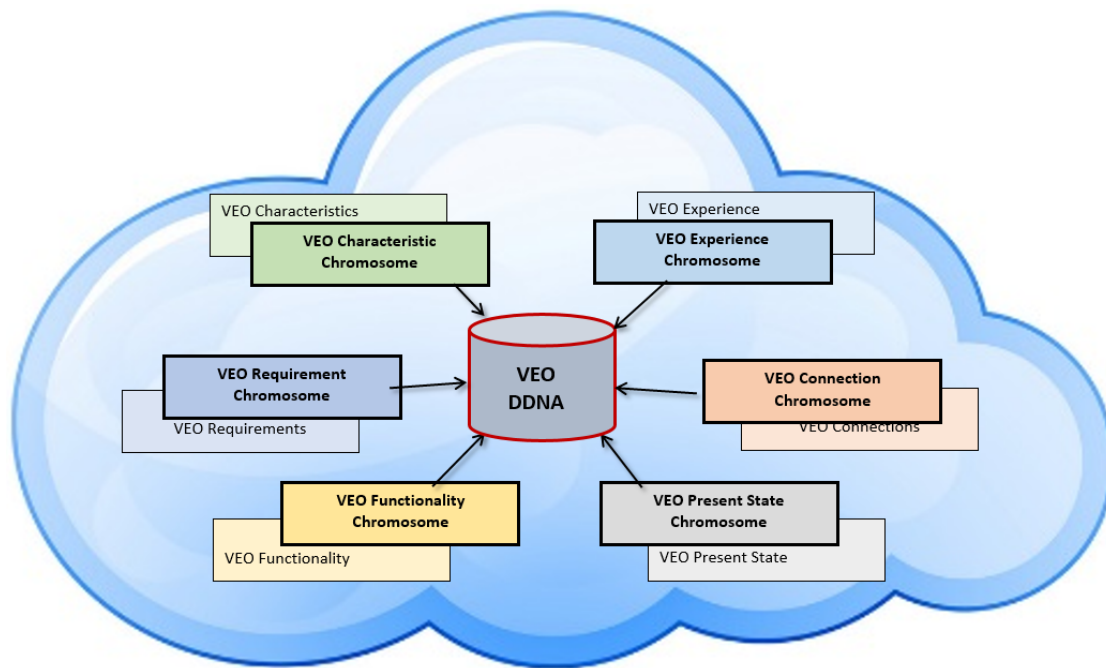 VEO Characteristics
VEO Characteristic
Chromosome
VEO Experience
VEO Experience
Chromosome
VEO
DDNA
VEO Requirement
Chromosome
VEO Requirements
VEO Connection
Chromosome
VEO Connections
VEO Functionality
Chromosome
VEO Functionality
VEO Present State
Chromosome
VEO Present State